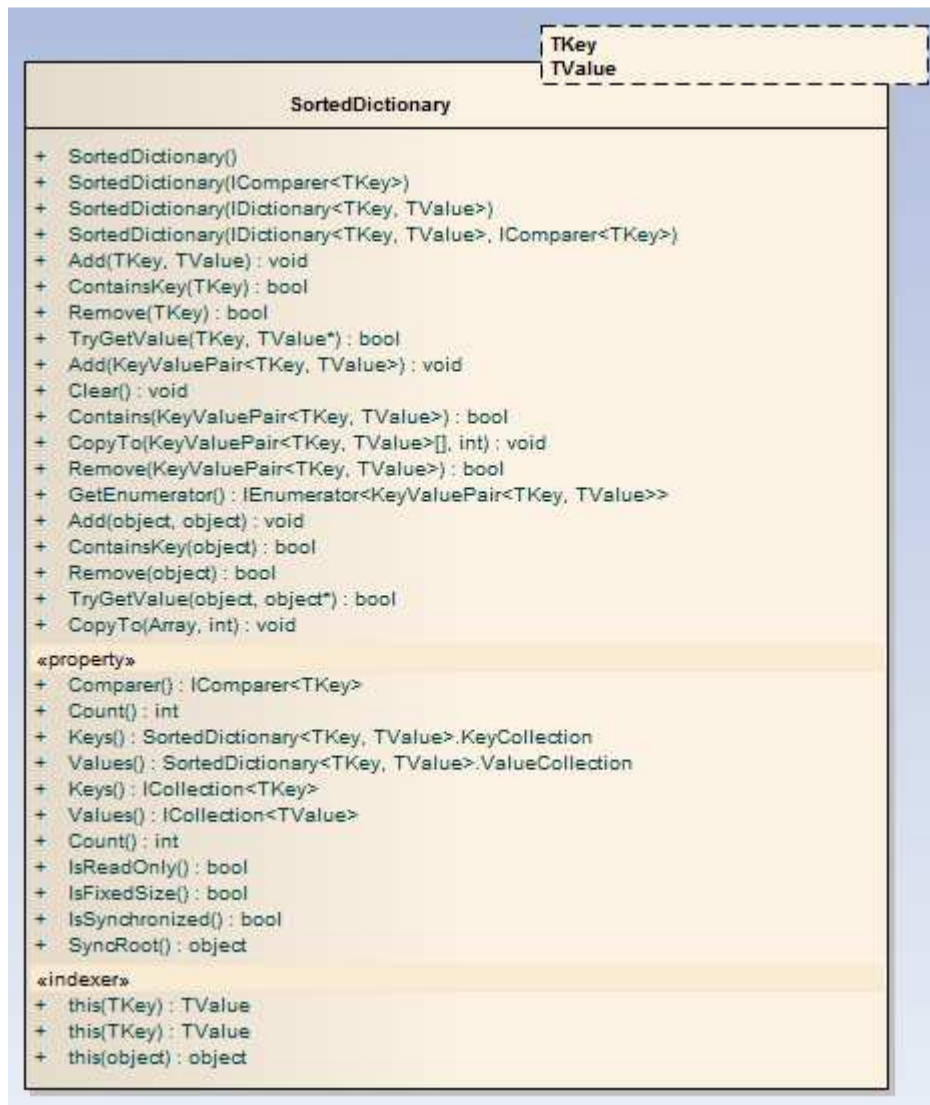 TKey
TValue
SortedDictionary
+ SortedDictionary()
+ SortedDictionary(IComparer<TKey>)
+ SortedDictionary(IDictionary<TKey, TValue>)
+ SortedDictionary(IDictionary<TKey, TValue>, IComparer<TKey>)
+ Add(TKey, TValue) : void
+ ContainsKey(TKey) : bool
+ Remove(TKey) : bool
+ TryGetValue(TKey, TValue*) : bool
+ Add(KeyValuePair<TKey, TValue>) : void
+ Clear() : void
+ Contains(KeyValuePair<TKey, TValue>) : bool
+ CopyTo(KeyValuePair<TKey, TValue>[], int) : void
+ Remove(KeyValuePair<TKey, TValue>) : bool
+ GetEnumerator() : IEnumerator<KeyValuePair<TKey, TValue>>
+ Add(object, object) : void
+ ContainsKey(object) : bool
+ Remove(object) : bool
+ TryGetValue(object, object*) : bool
+ CopyTo(Array, int) : void
«property»
+ Comparer() : IComparer<TKey>
+ Count() : int
+ Keys() : SortedDictionary<TKey, TValue>.KeyCollection
+ Values() : SortedDictionary<TKey, TValue>.ValueCollection
+ Keys() : ICollection<TKey>
+ Values() : ICollection<TValue>
+ Count() : int
+ IsReadOnly() : bool
+ IsFixedSize() : bool
+ IsSynchronized() : bool
+ SyncRoot() : object
«indexer»
+ this(TKey) : TValue
+ this(TKey) : TValue
+ this(object) : object